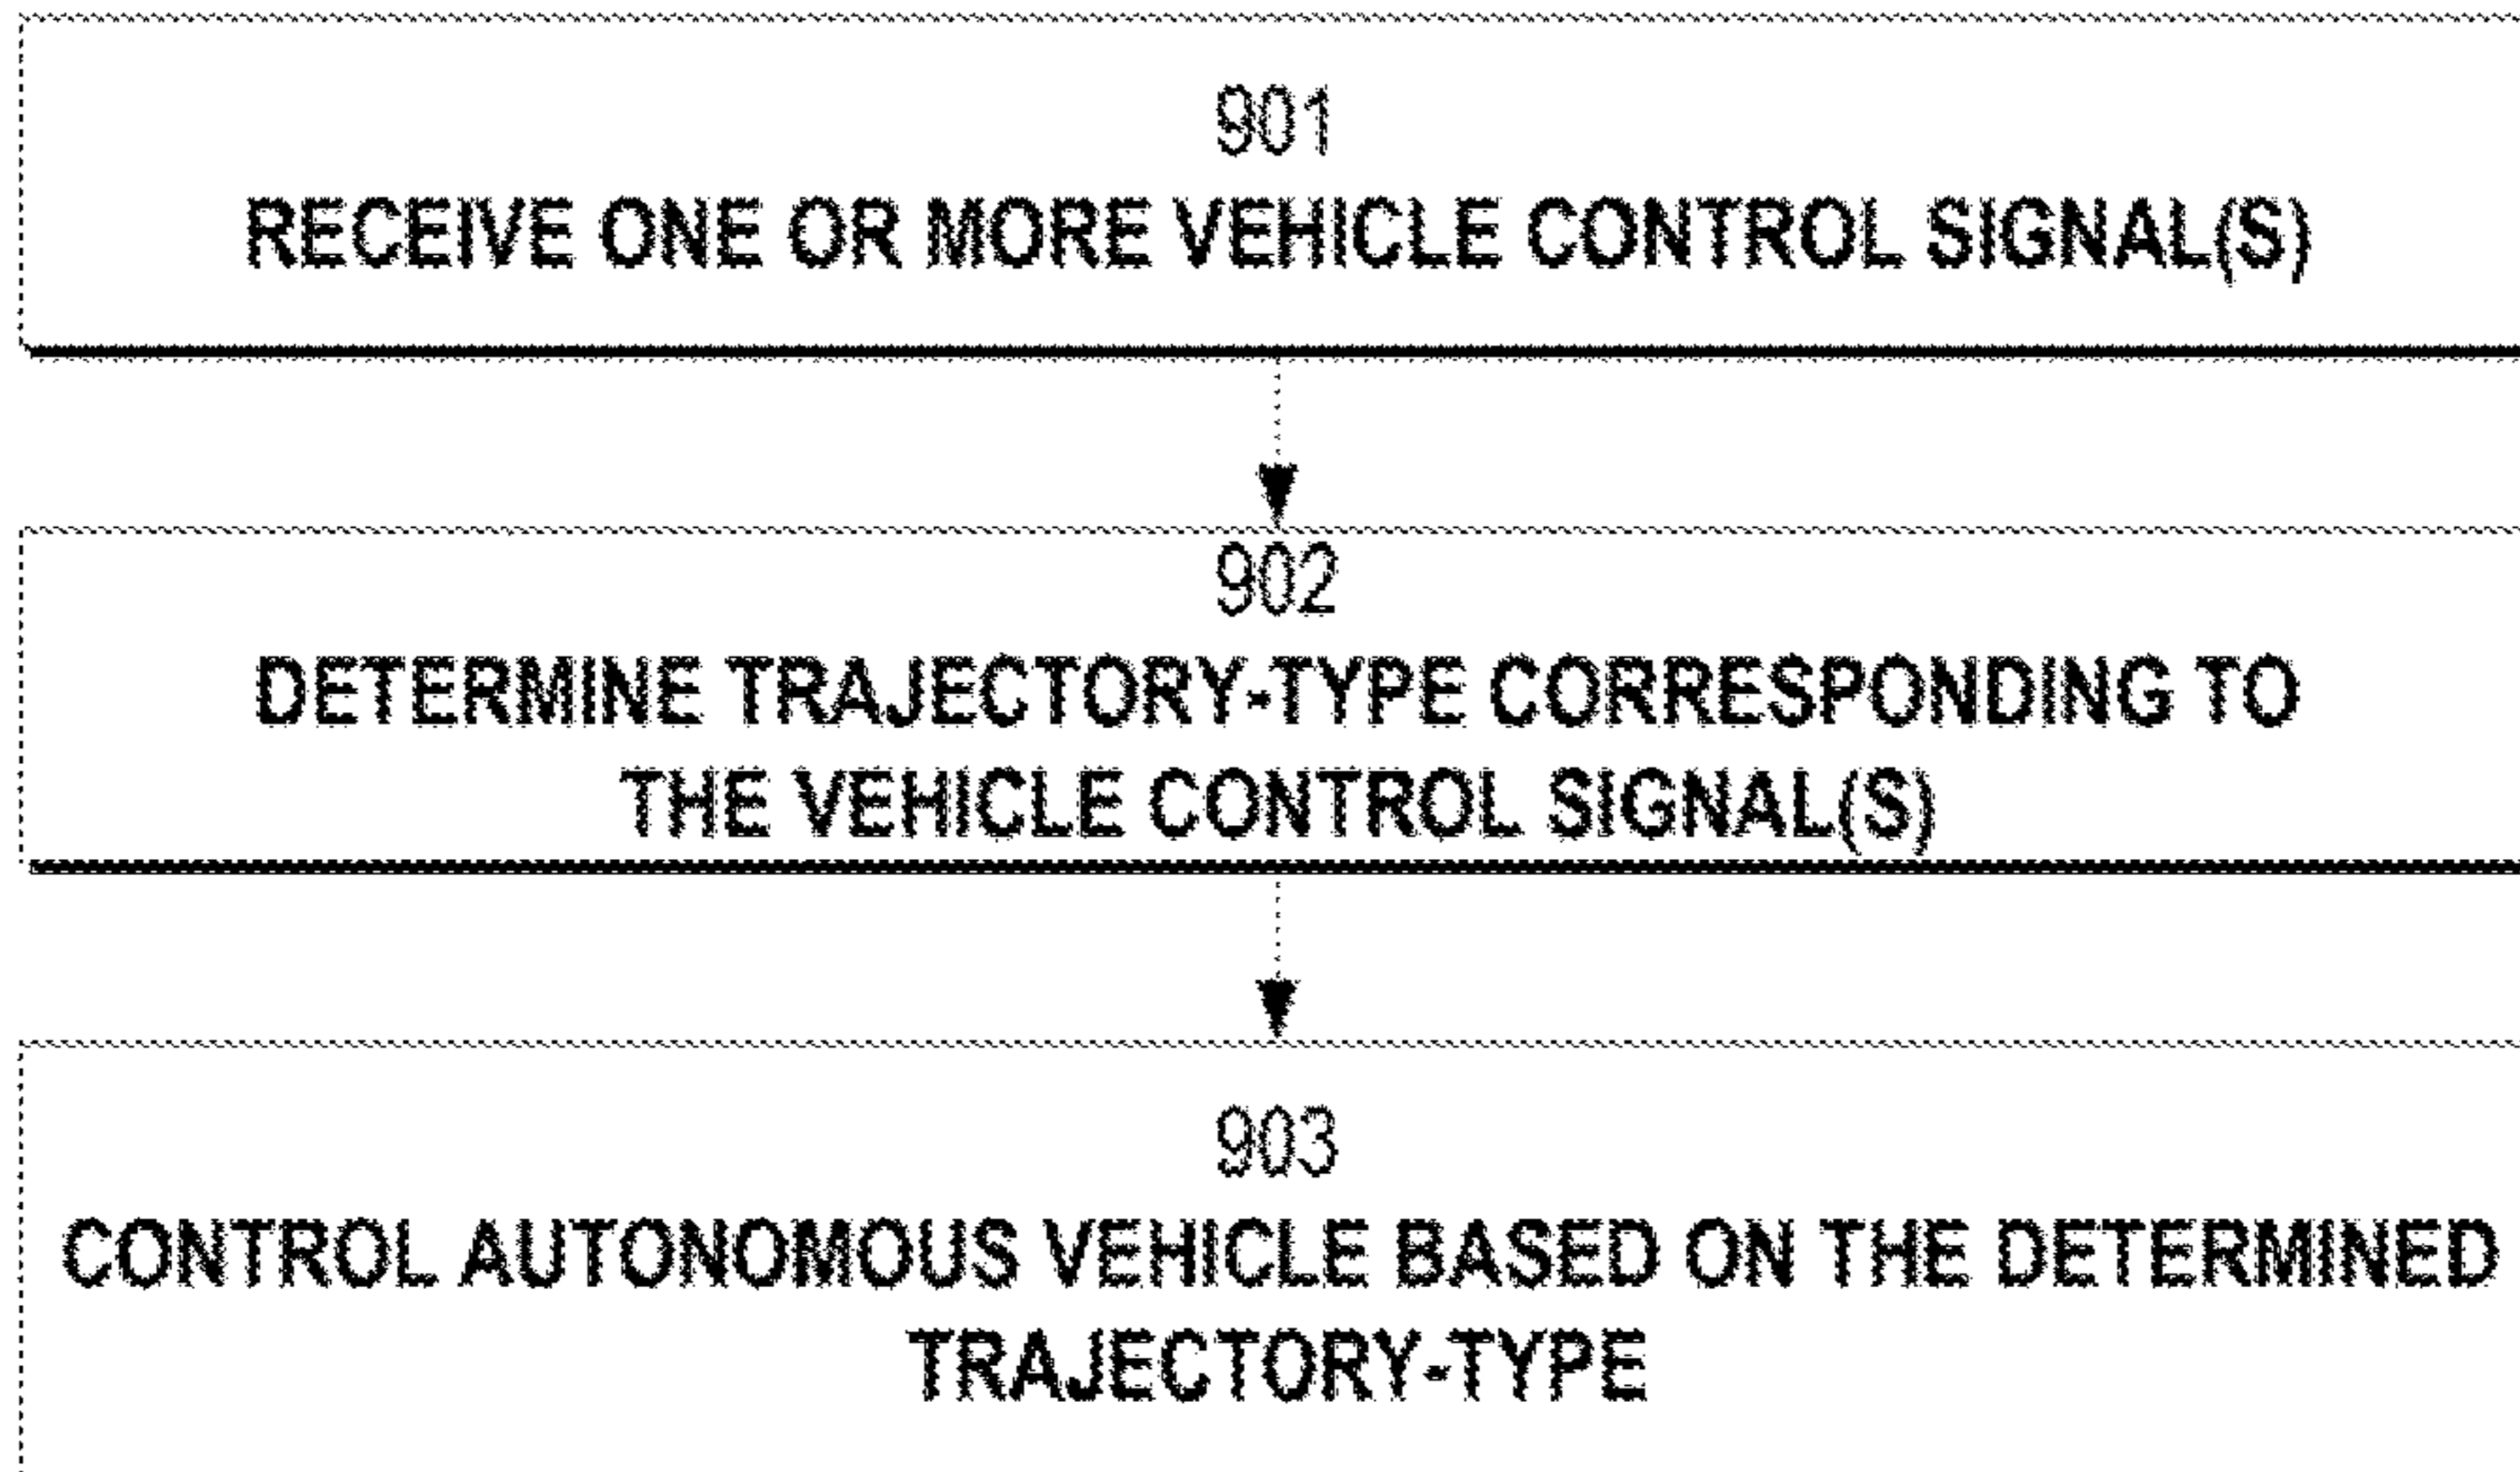 901
RECEIVE ONE OR MORE VEHICLE CONTROL SIGNAL(S)
902
DETERMINE TRAJECTORY-TYPE CORRESPONDING TO
THE VEHICLE CONTROL SIGNAL(S)
903
CONTROL AUTONOMOUS VEHICLE BASED ON THE DETERMINED
TRAJECTORY-TYPE